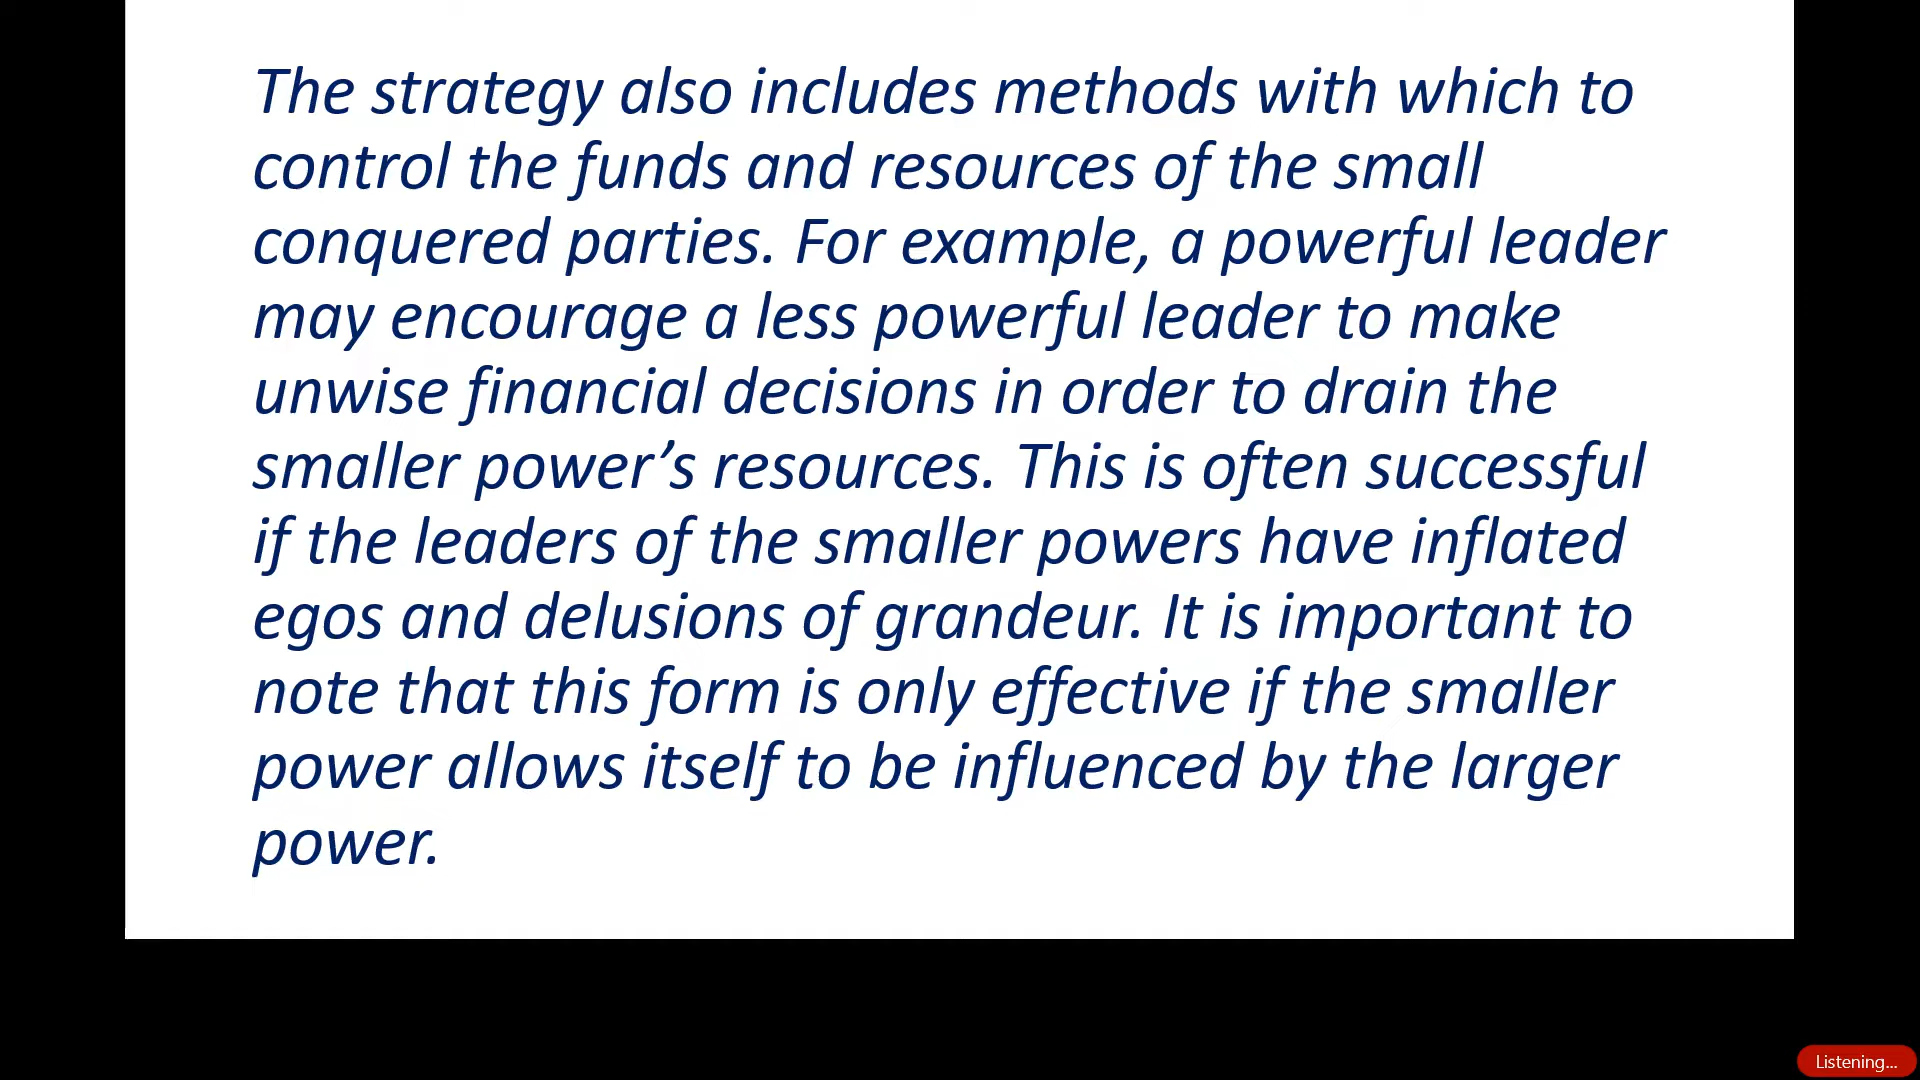 The strategy also includes methods with which to
control the funds and resources of the small
conquered parties. For example, a powerful leader
may encourage a less powerful leader to make
unwise financial decisions in order to drain the
smaller power’s resources. This is often successful
if the leaders of the smaller powers have inflated
egos and delusions of grandeur. It is important to
note that this form is only effective if the smaller
power allows itself to be influenced by the larger
power.
Listening...